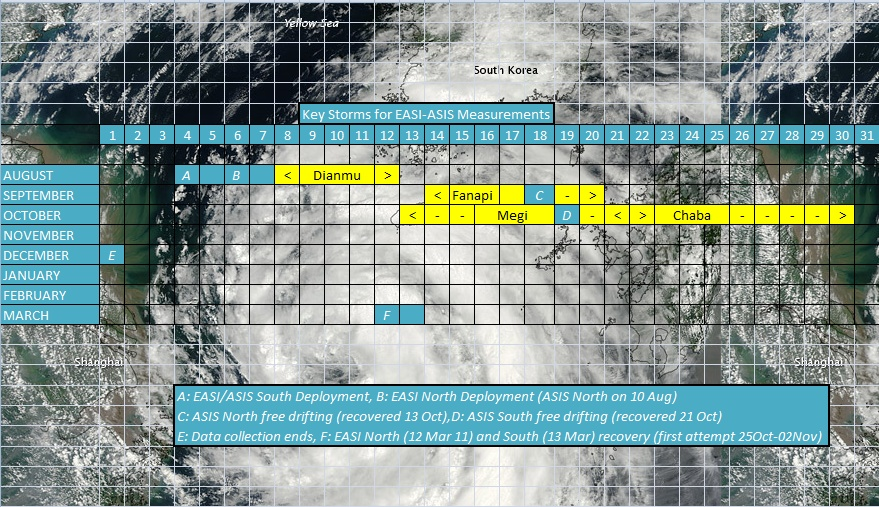 Yellow Sea
South Korea
Key Storms for EASI-ASIS Measurements
1 2 3 4 5 6 7 8 9 10 11 12 13 14 15 16 17 18 19 20 21 22 23 24 25 26 27 28 29 30 31
AUGUST A B < Dianmu >
SEPTEMBER < Fanapi C - >
OCTOBER < - - Megi D - < > Chaba - - - - >
NOVEMBER
DECEMBER E
JANUARY
FEBRUARY
MARCH F
Shanghai Shanghai
A: EASI/ASIS South Deployment, B: EASI North Deployment (ASIS North on 10 Aug)
C: ASIS North free drifting (recovered 13 Oct),D: ASIS South free drifting (recovered 21 Oct)
E: Data collection ends, F: EASI North (12 Mar 11) and South (13 Mar) recovery (first attempt 25Oct-02Nov)